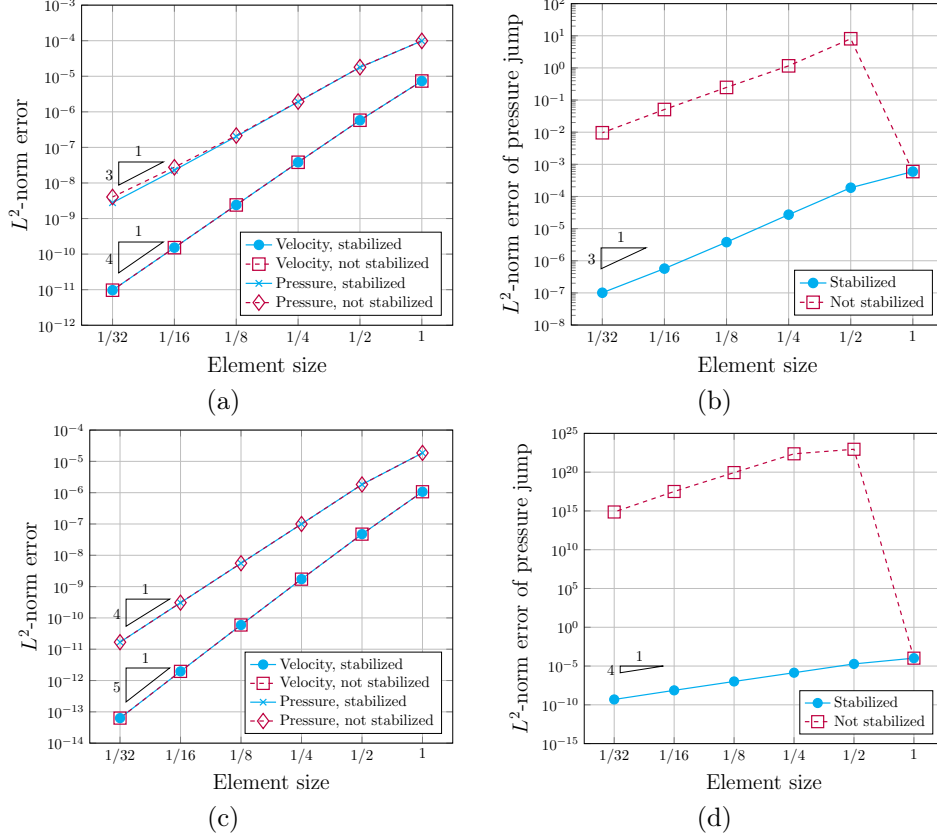 10^−4
10^−5
10^−6
10^−7
10^−8
10^−9
10^−10
10^−11
10^−12
L^2-norm error
1
3
1
4
Velocity, stabilized
Velocity, not stabilized
Pressure, stabilized
Pressure, not stabilized
1/32 1/16 1/8 1/4 1/2 1
Element size
(a)
10^2
10^1
10^0
10^−1
10^−2
10^−3
10^−4
10^−5
10^−6
10^−7
10^−8
L^2-norm error of pressure jump
1
3
Stabilized
Not stabilized
1/32 1/16 1/8 1/4 1/2 1
Element size
(b)
10^−4
10^−5
10^−6
10^−7
10^−8
10^−9
10^−10
10^−11
10^−12
10^−13
10^−14
L^2-norm error
1
4
1
5
Velocity, stabilized
Velocity, not stabilized
Pressure, stabilized
Pressure, not stabilized
1/32 1/16 1/8 1/4 1/2 1
Element size
(c)
10^25
10^20
10^15
10^10
10^5
10^0
10^−5
10^−10
10^−15
L^2-norm error of pressure jump
1
4
Stabilized
Not stabilized
1/32 1/16 1/8 1/4 1/2 1
Element size
(d)